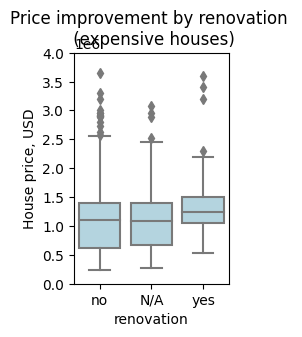 Price improvement by renovation
(expensive houses)
1e6
4.0
3.5
3.0
2.5
2.0
1.5
1.0
0.5
0.0
House price, USD
no N/A yes
renovation